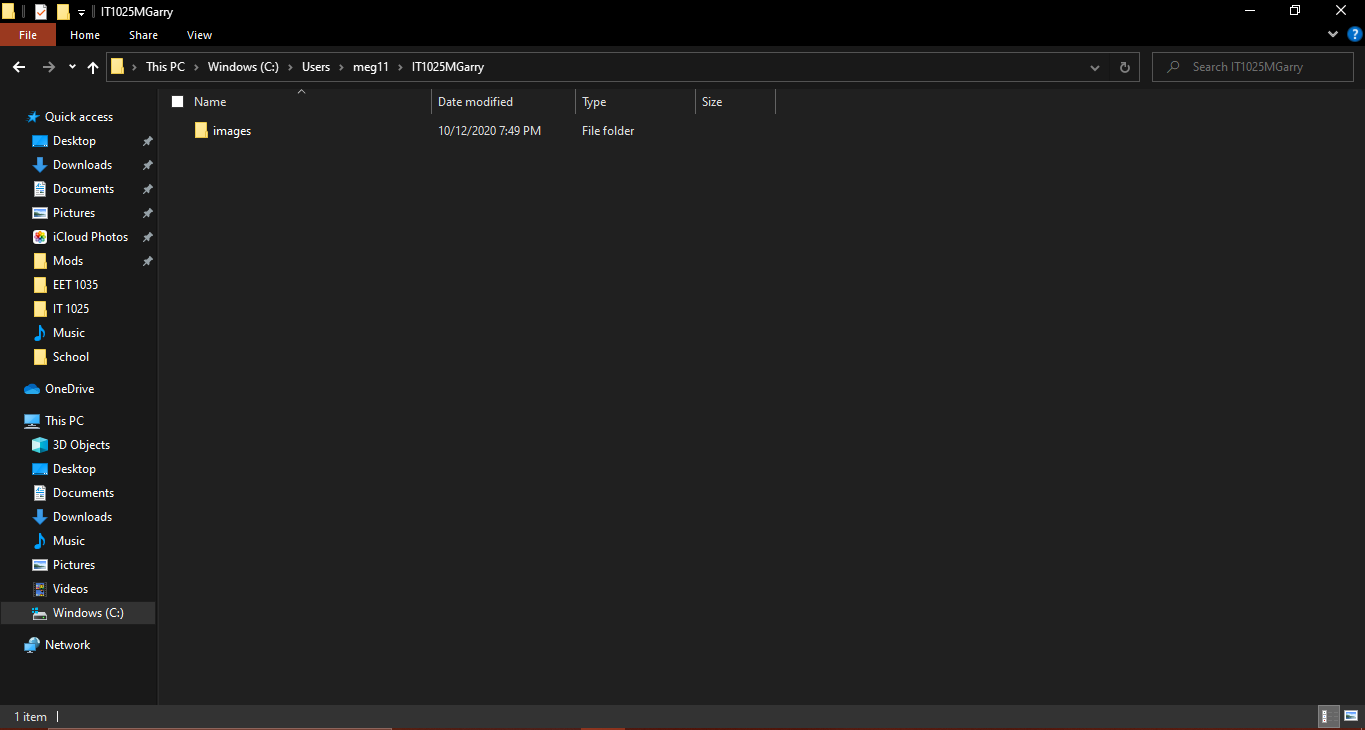 IT1025MGarry
File Home Share View
This PC Windows (C:) Users meg11 IT1025MGarry
Search IT1025MGarry
Name Date modified Type Size
images 10/12/2020 7:49 PM File folder
Quick access
Desktop
Downloads
Documents
Pictures
iCloud Photos
Mods
EET 1035
IT 1025
Music
School
OneDrive
This PC
3D Objects
Desktop
Documents
Downloads
Music
Pictures
Videos
Windows (C:)
Network
1 item